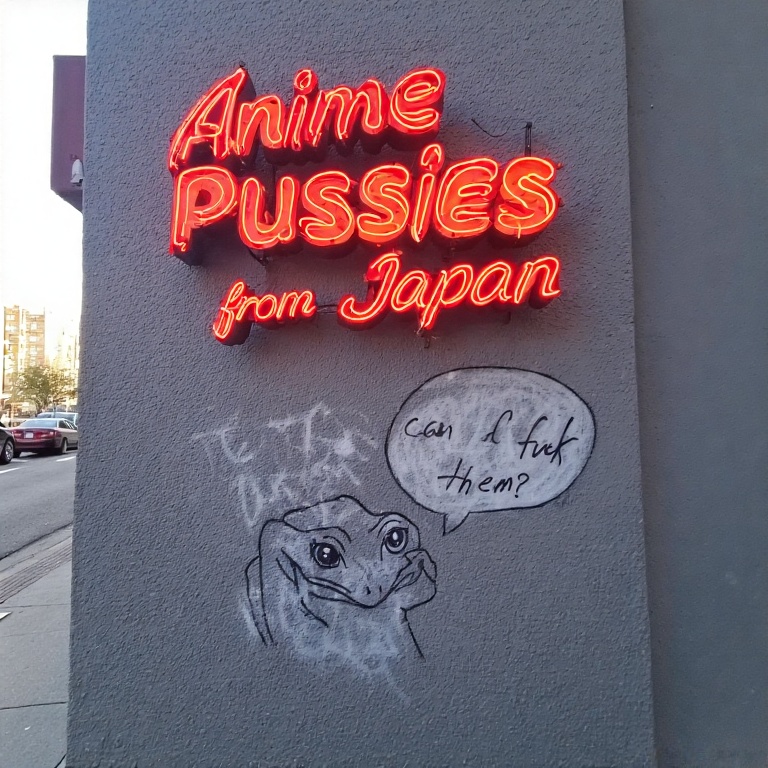 Anime
Pussies
from Japan
can I fuck
them?